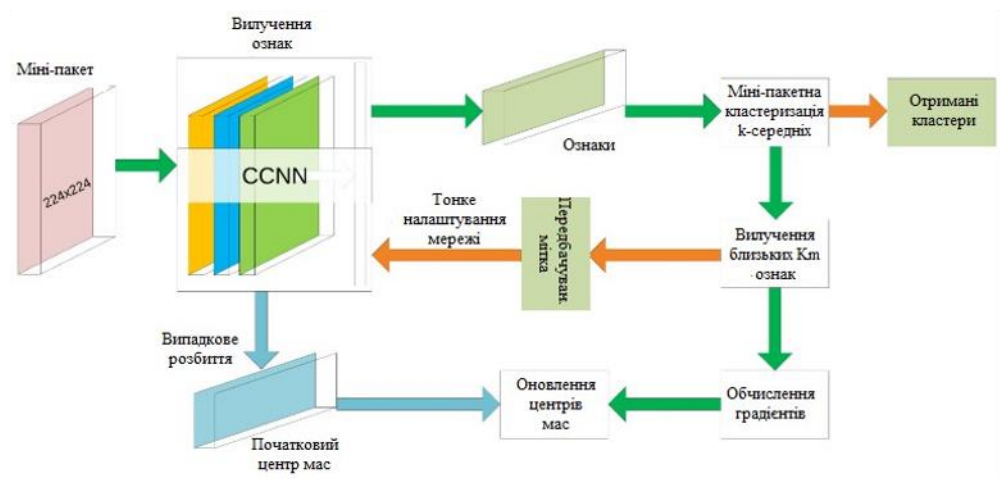 Вилучення
ознак
Міні-пакет
224x224
CCNN
Ознаки
Міні-пакетна
кластеризація
k-середніх
Отримані
кластери
Тонке
налаштування
мережі
Передбачуван.
мітка
Вилучення
близьких Km
ознак
Випадкове
розбиття
Початковий
центр мас
Оновлення
центрів
мас
Обчислення
градієнтів